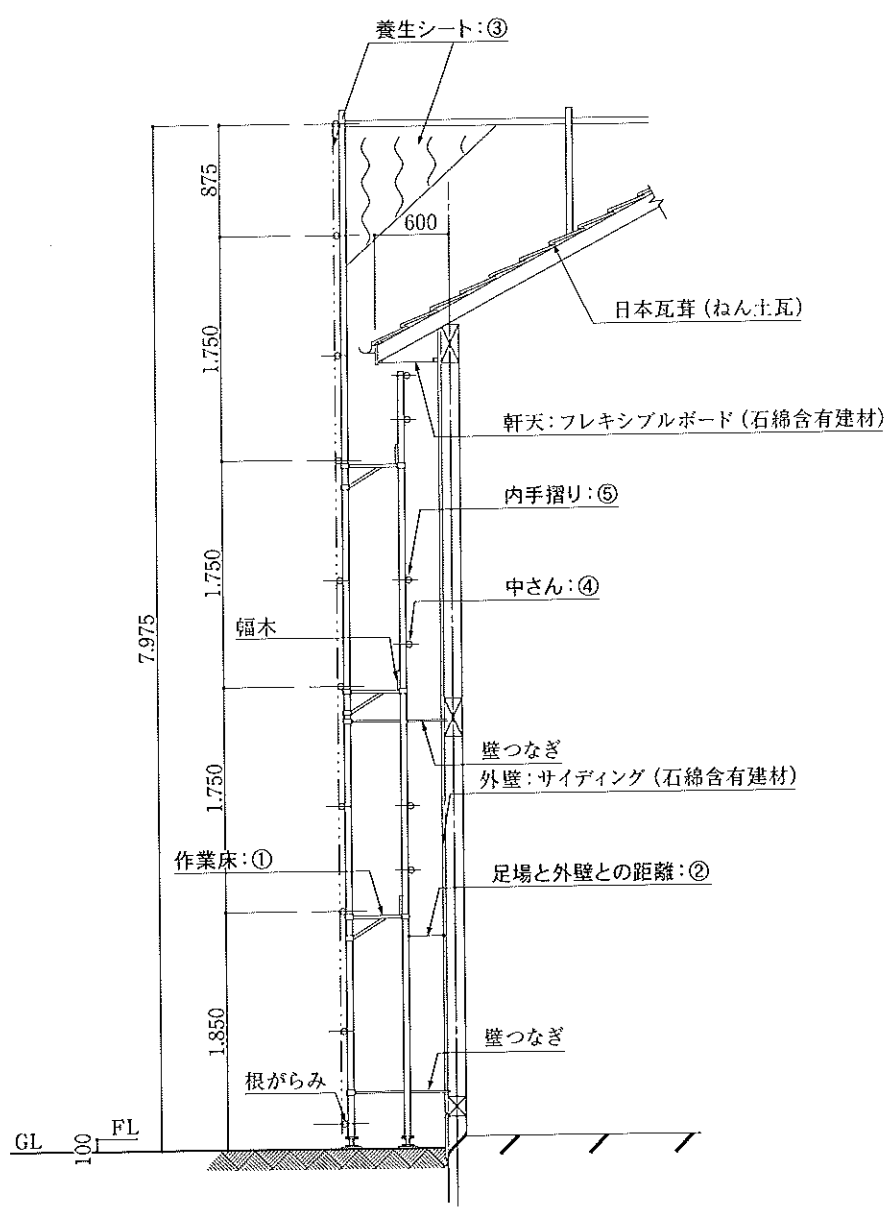 養生シート:③
875
600
日本瓦葺(ねん土瓦)
1.750
軒天:フレキシブルボード(石綿含有建材)
内手摺り:⑤
1.750
中さん:④
7.975
幅木
壁つなぎ
外壁:サイディング(石綿含有建材)
1.750
作業床:①
足場と外壁との距離:②
1.850
壁つなぎ
根がらみ
FL
GL
100